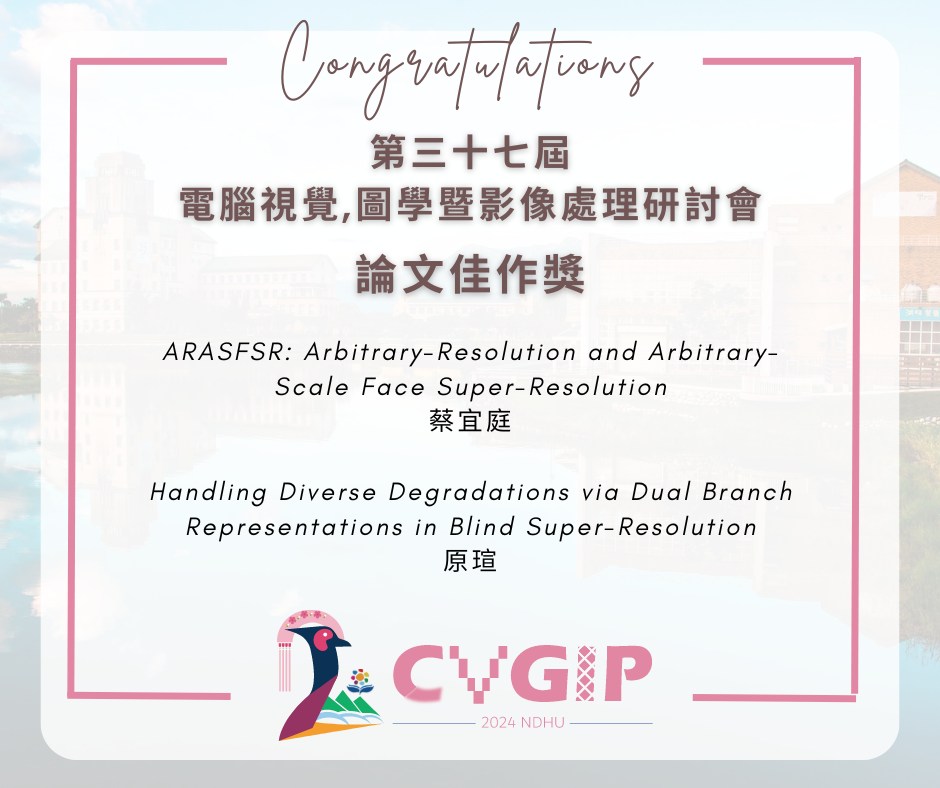 Congratulations
第三十七屆
電腦視覺,圖學暨影像處理研討會
論文佳作獎
ARASFSR: Arbitrary-Resolution and Arbitrary-
Scale Face Super-Resolution
蔡宜庭
Handling Diverse Degradations via Dual Branch
Representations in Blind Super-Resolution
原瑄
CVGIP
2024 NDHU